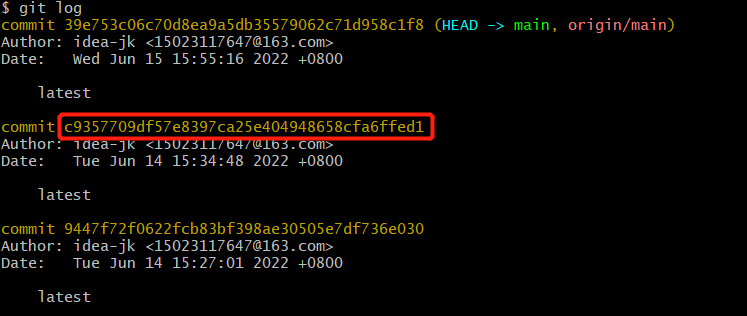 $ git log
commit 39e753c06c70d8ea9a5db35579062c71d958c1f8 (HEAD -> main, origin/main)
Author: idea-jk <15023117647@163.com>
Date:   Wed Jun 15 15:55:16 2022 +0800
latest
commit c9357709df57e8397ca25e404948658cfa6ffed1
Author: idea-jk <15023117647@163.com>
Date:   Tue Jun 14 15:34:48 2022 +0800
latest
commit 9447f72f0622fcb83bf398ae30505e7df736e030
Author: idea-jk <15023117647@163.com>
Date:   Tue Jun 14 15:27:01 2022 +0800
latest